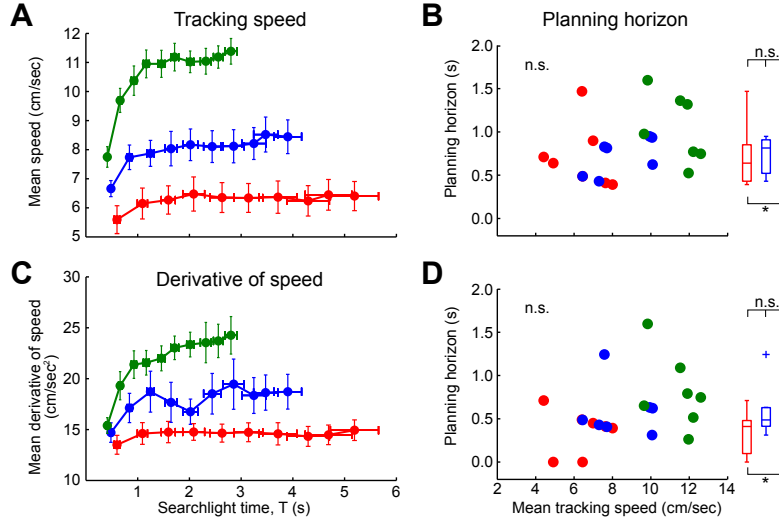 A
Tracking speed
Mean speed (cm/sec)
12
11
10
9
8
7
6
5
B
Planning horizon
Planning horizon (s)
2.0
1.5
1.0
0.5
0.0
n.s.
n.s.
*
C
Derivative of speed
Mean derivative of speed
(cm/sec²)
30
25
20
15
10
1 2 3 4 5 6
Searchlight time, T (s)
D
Planning horizon (s)
2.0
1.5
1.0
0.5
0.0
n.s.
n.s.
*
2 4 6 8 10 12 14
Mean tracking speed (cm/sec)